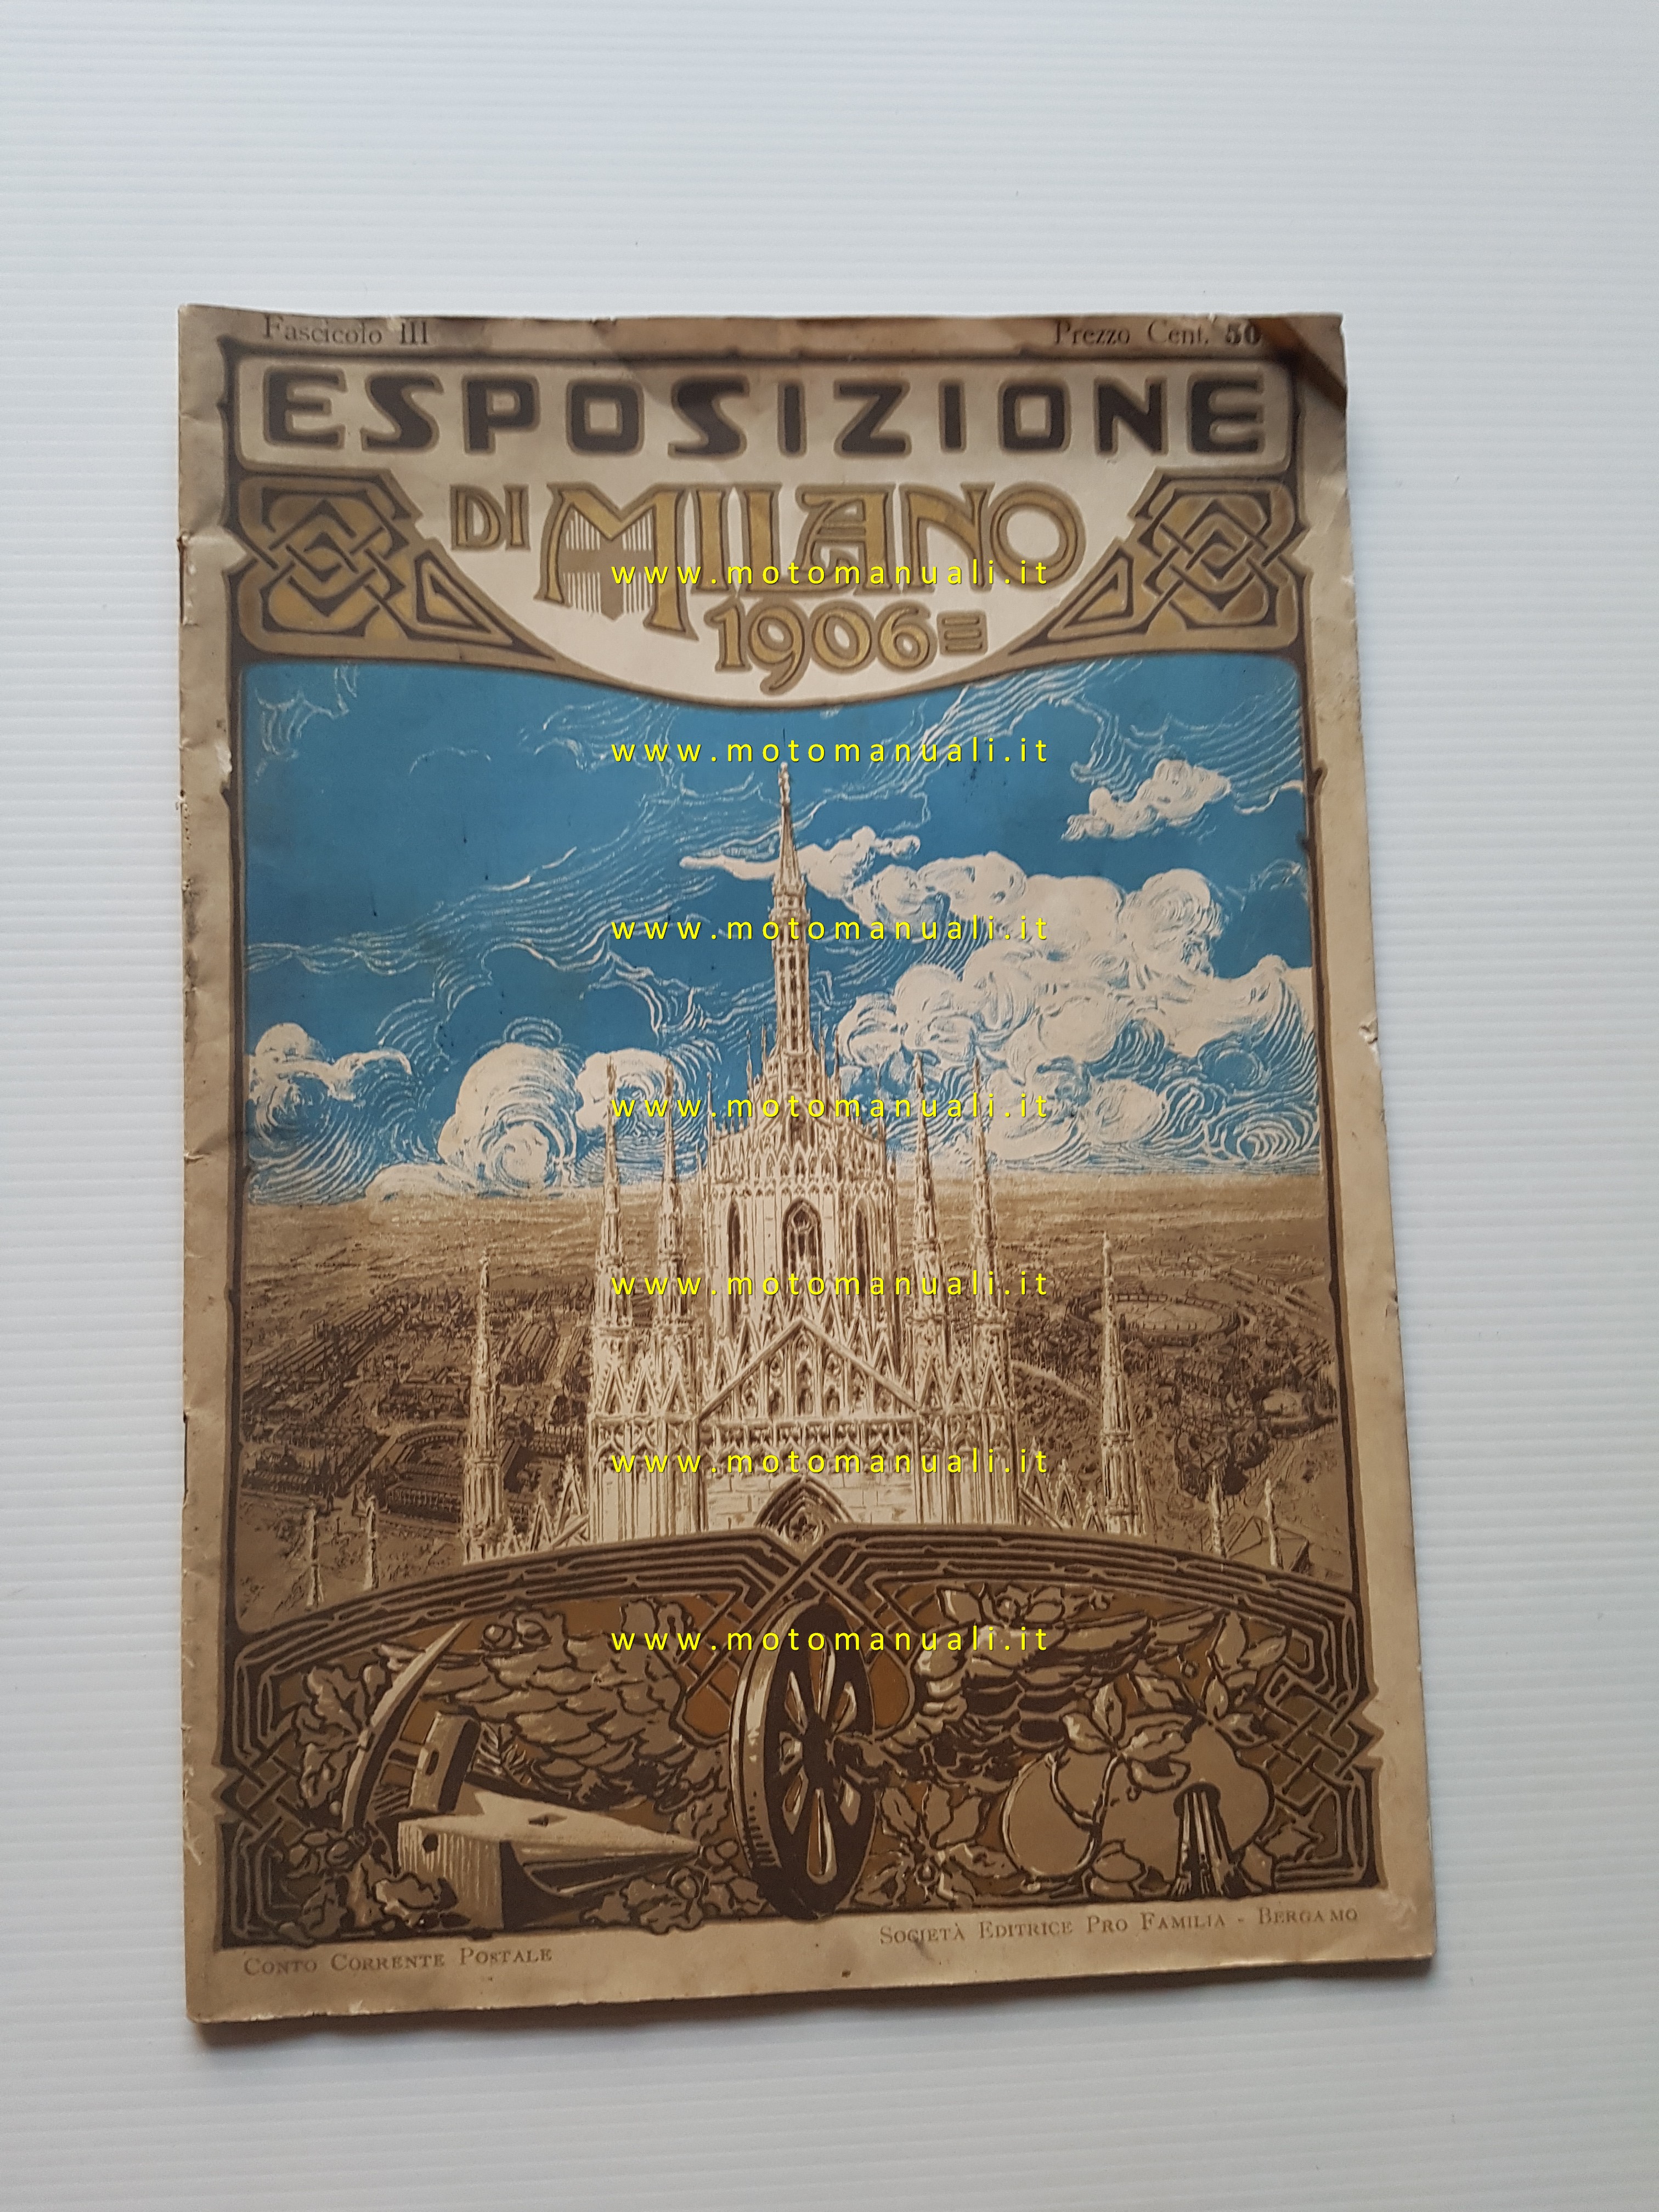 Fascicolo III Prezzo Cent. 50
ESPOSIZIONE
DI MILANO
www.motomanuali.it
1906
www.motomanuali.it
www.motomanuali.it
www.motomanuali.it
www.motomanuali.it
www.motomanuali.it
www.motomanuali.it
Conto Corrente Postale Società Editrice Pro Familia - Bergamo